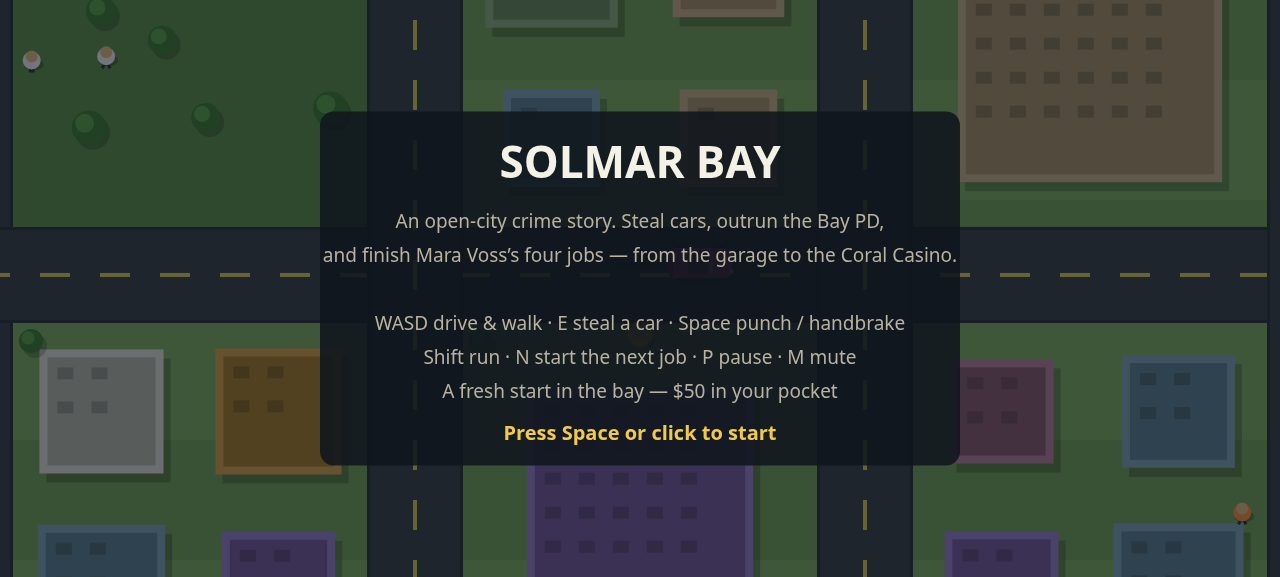 SOLMAR BAY
An open-city crime story. Steal cars, outrun the Bay PD,
and finish Mara Voss’s four jobs — from the garage to the Coral Casino.
WASD drive & walk · E steal a car · Space punch / handbrake
Shift run · N start the next job · P pause · M mute
A fresh start in the bay — $50 in your pocket
Press Space or click to start